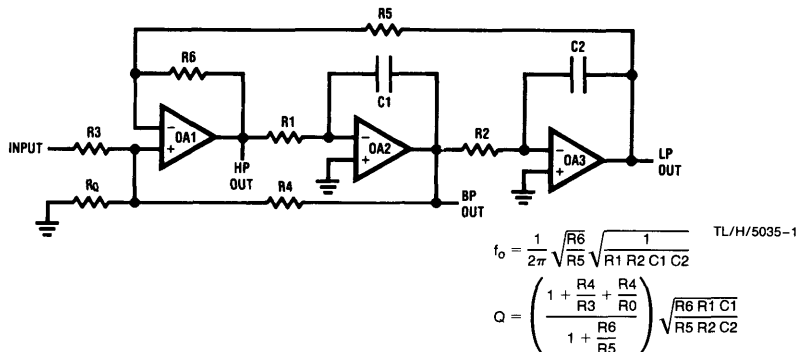 R5
R6
C2
C1
R3
R1
R2
INPUT
−
+
OA1
−
+
OA2
−
+
OA3
HP
OUT
LP
OUT
RQ
R4
BP
OUT
TL/H/5035–1
fo = 1/2π √(R6/R5) √(1/(R1 R2 C1 C2))
Q = ((1 + R4/R3 + R4/R0)/(1 + R6/R5)) √(R6 R1 C1/(R5 R2 C2))